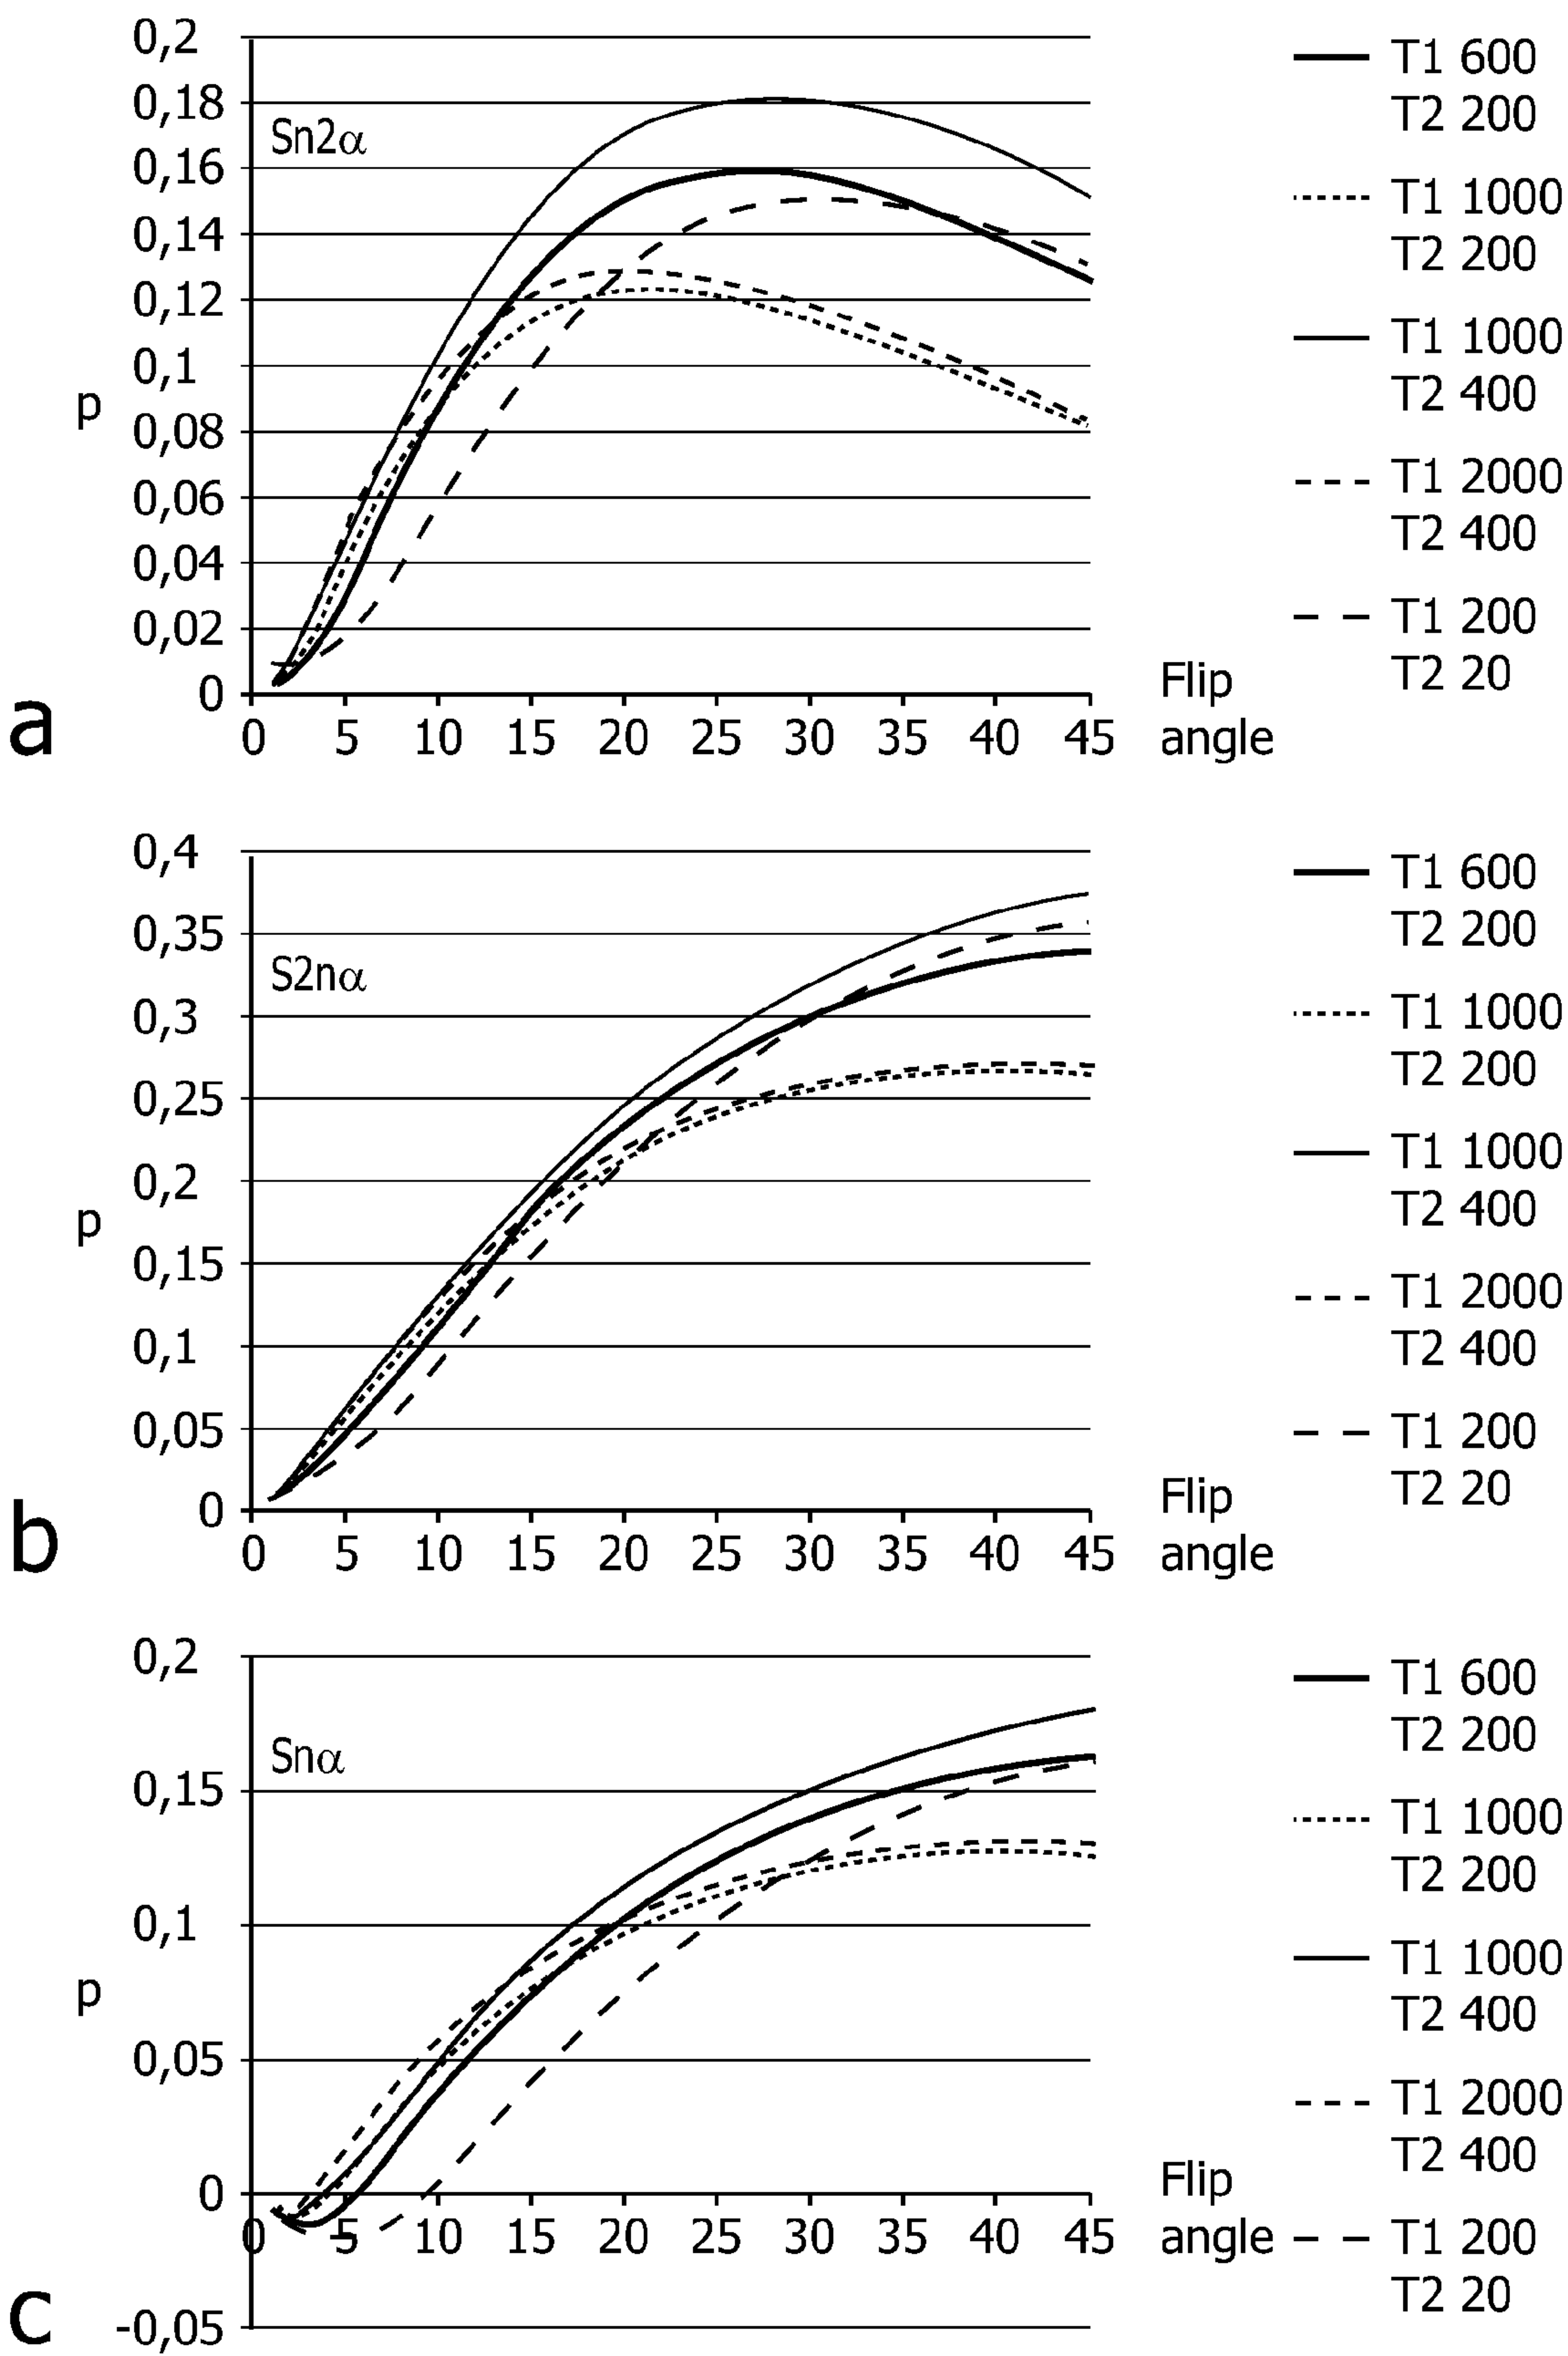 0,2
0,18
0,16
0,14
0,12
0,1
0,08
0,06
0,04
0,02
0
p
Sn2α
0 5 10 15 20 25 30 35 40 45
Flip
angle
T1 600
T2 200
T1 1000
T2 200
T1 1000
T2 400
T1 2000
T2 400
T1 200
T2 20
a
0,4
0,35
0,3
0,25
0,2
0,15
0,1
0,05
0
p
S2nα
0 5 10 15 20 25 30 35 40 45
Flip
angle
T1 600
T2 200
T1 1000
T2 200
T1 1000
T2 400
T1 2000
T2 400
T1 200
T2 20
b
0,2
0,15
0,1
0,05
0
-0,05
p
Snα
0 5 10 15 20 25 30 35 40 45
Flip
angle
T1 600
T2 200
T1 1000
T2 200
T1 1000
T2 400
T1 2000
T2 400
T1 200
T2 20
c